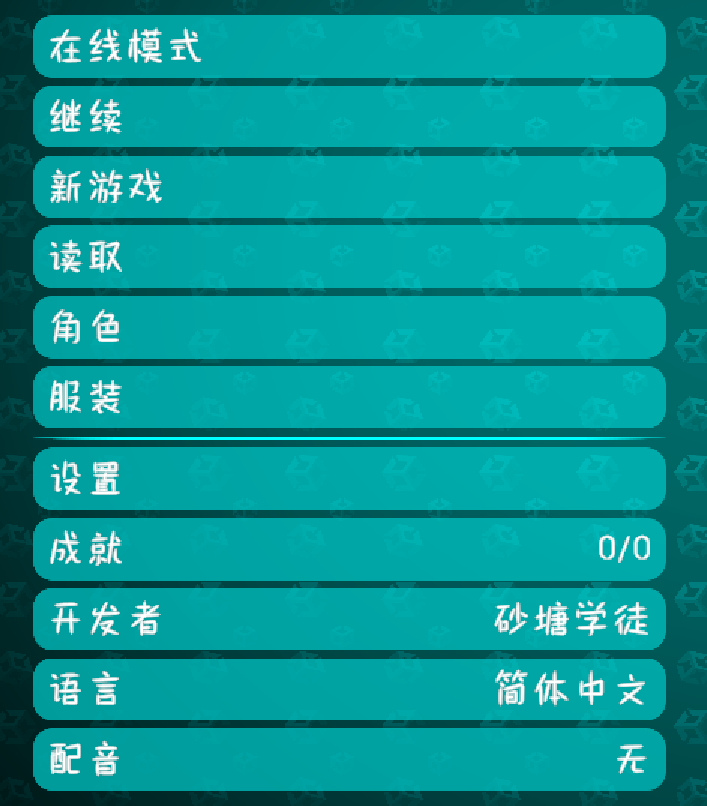 在线模式
继续
新游戏
读取
角色
服装
设置
成就 0/0
开发者 砂塘学徒
语言 简体中文
配音 无